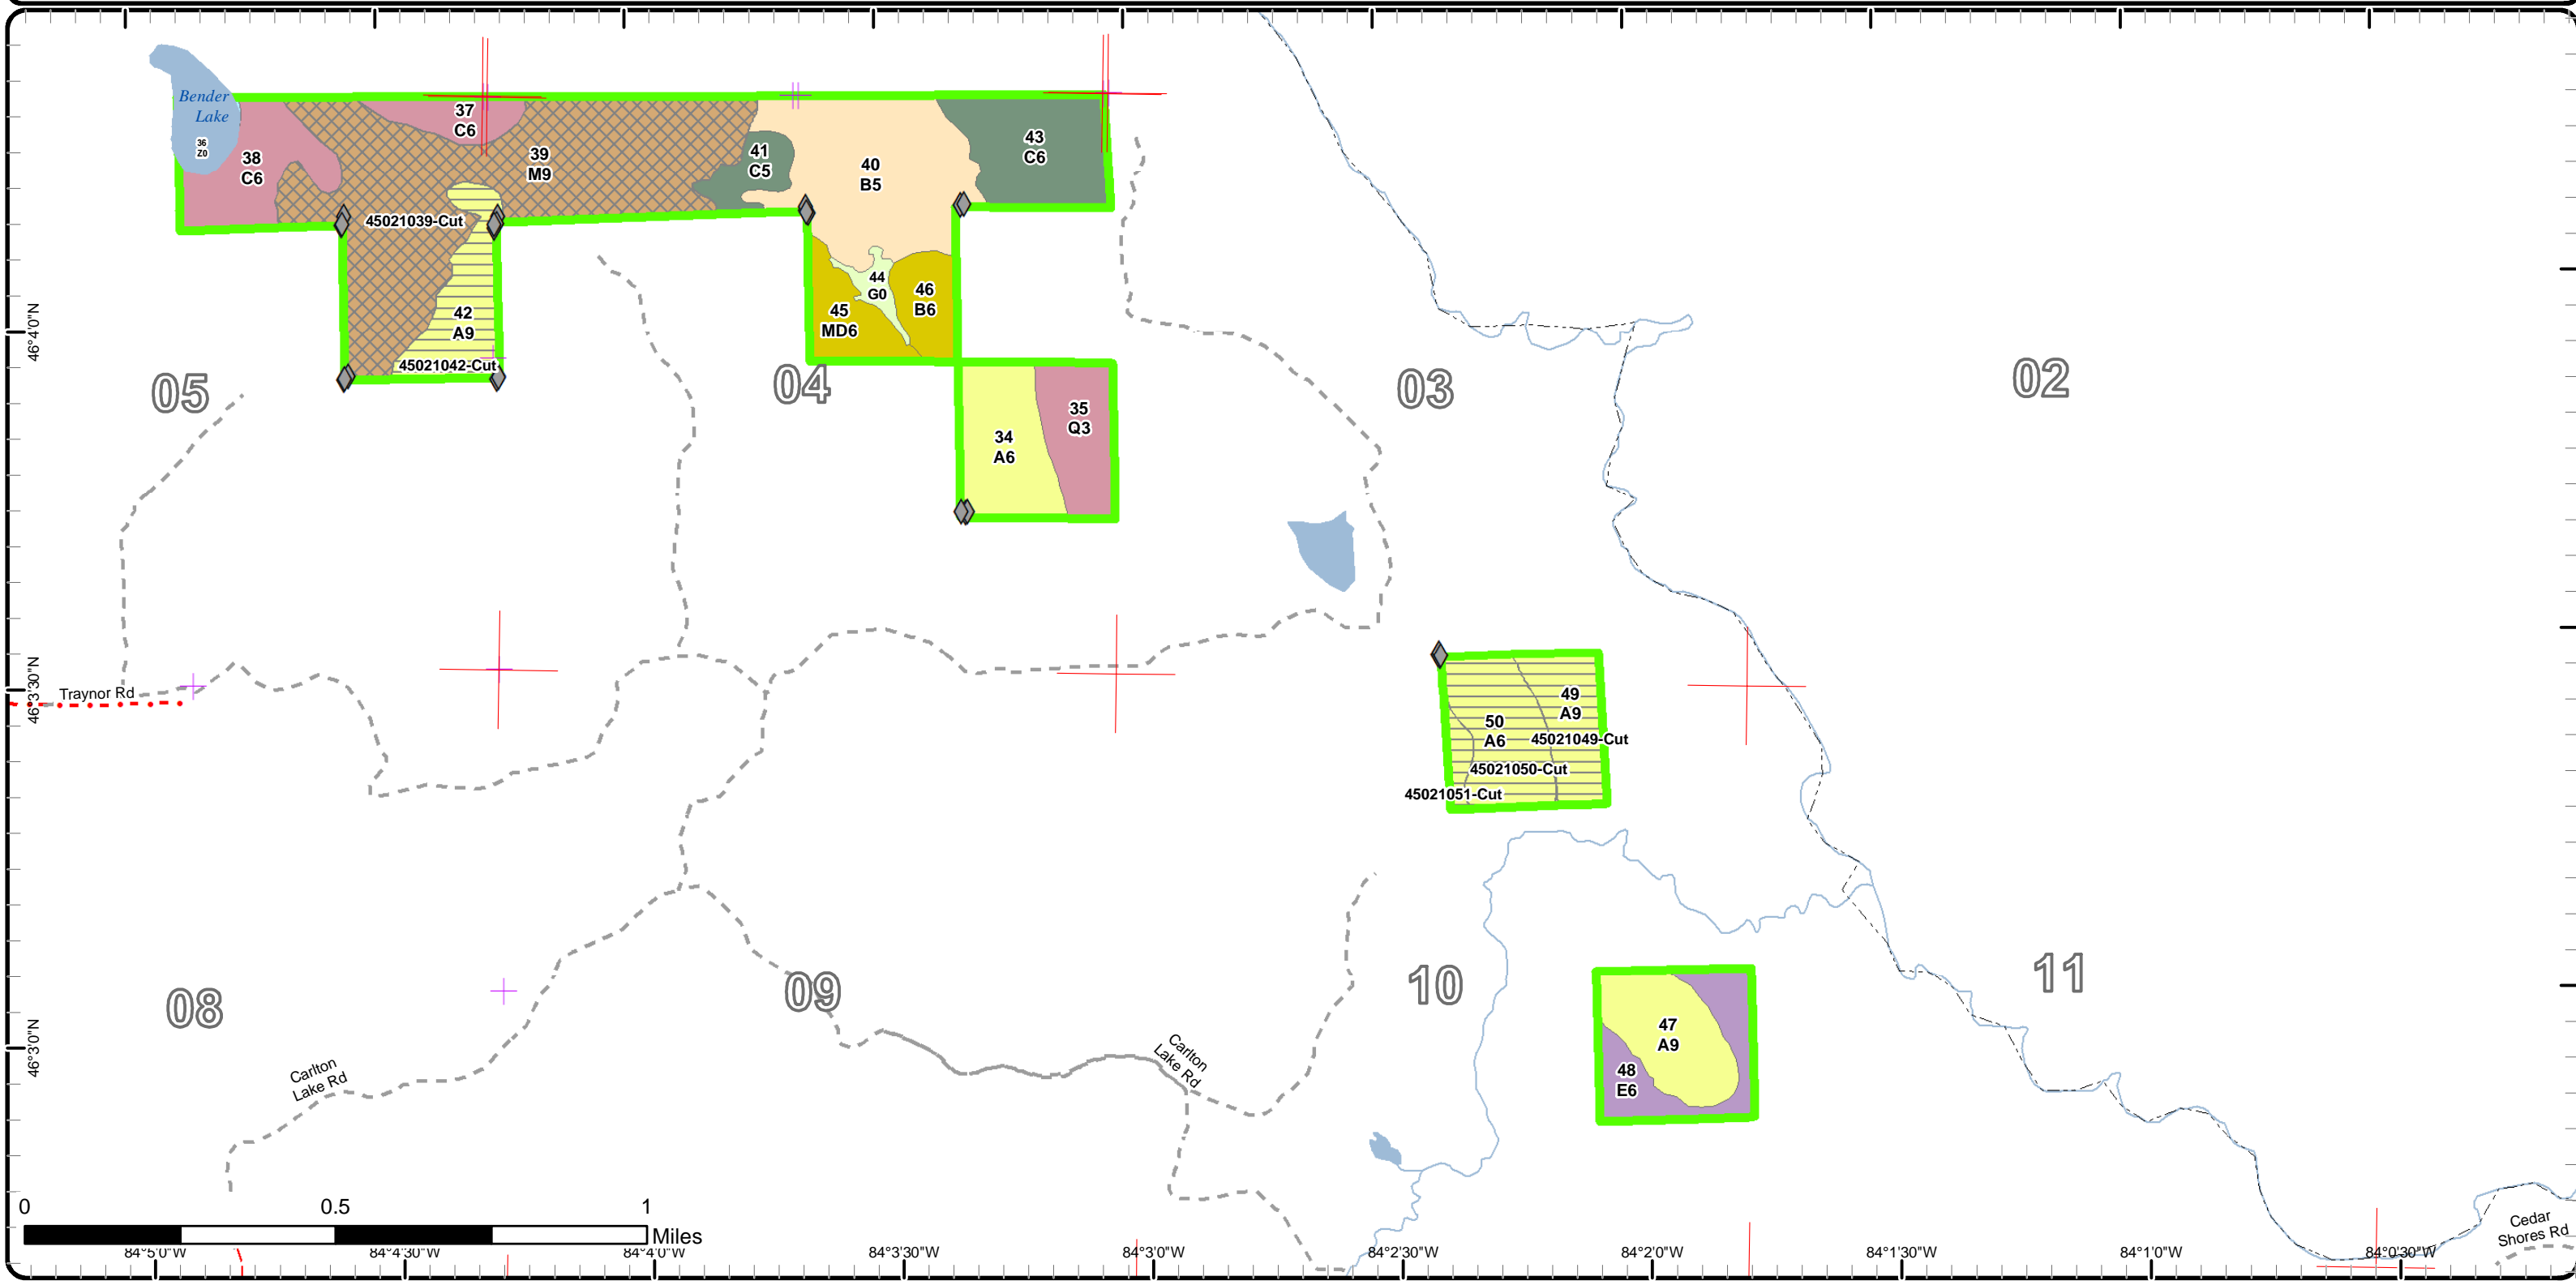 Bender
Lake
36
Z0
38
C6
37
C6
39
M9
41
C5
40
B5
43
C6
45021039-Cut
42
A9
45021042-Cut
44
G0
45
MD6
46
B6
46°4'0"N
05
04
03
02
34
A6
35
Q3
46°3'30"N
Traynor Rd
49
A9
50
A6
45021049-Cut
45021050-Cut
45021051-Cut
08
09
10
11
46°3'0"N
47
A9
48
E6
Carlton
Lake Rd
Carlton
Lake Rd
Cedar
Shores Rd
0
0.5
1
Miles
84°5'0"W
84°4'30"W
84°4'0"W
84°3'30"W
84°3'0"W
84°2'30"W
84°2'0"W
84°1'30"W
84°1'0"W
84°0'30"W